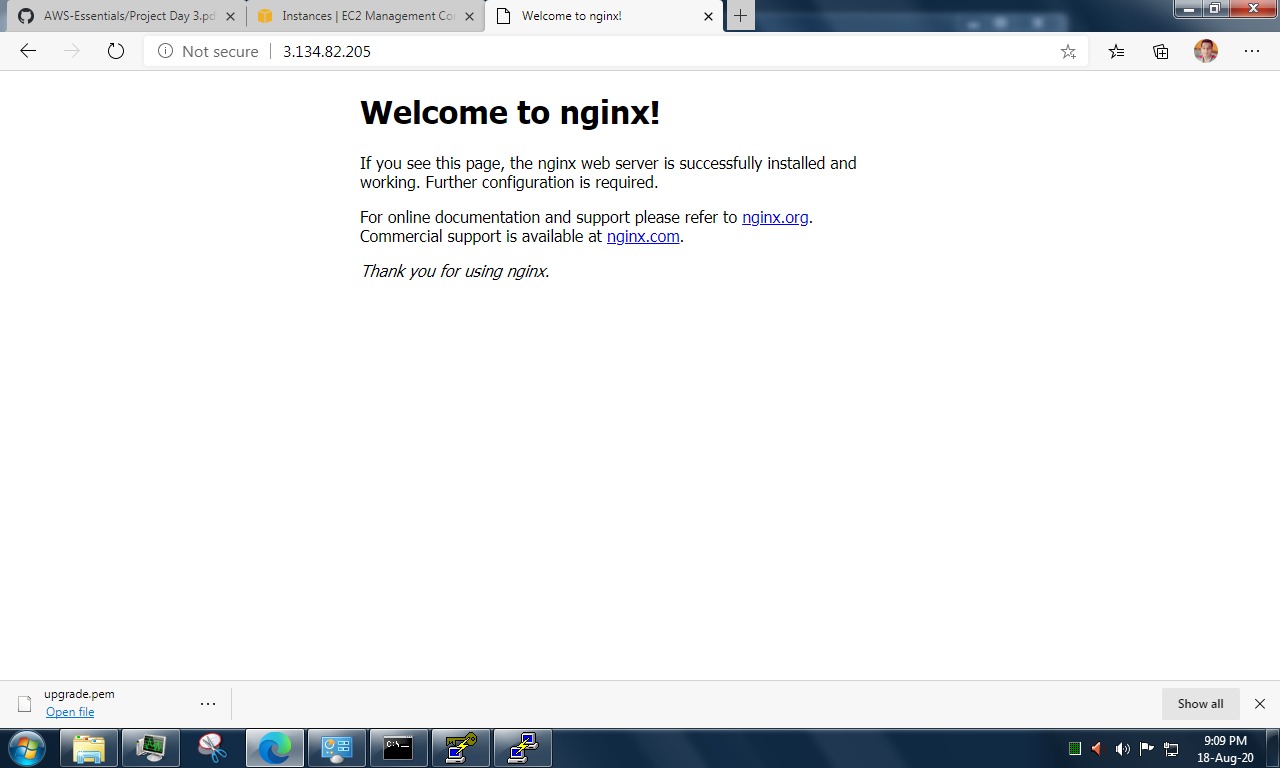 AWS-Essentials/Project Day 3.pd
Instances | EC2 Management Co
Welcome to nginx!
Not secure
3.134.82.205
Welcome to nginx!
If you see this page, the nginx web server is successfully installed and
working. Further configuration is required.
For online documentation and support please refer to nginx.org.
Commercial support is available at nginx.com.
Thank you for using nginx.
upgrade.pem
Open file
Show all
C:\_
9:09 PM
18-Aug-20